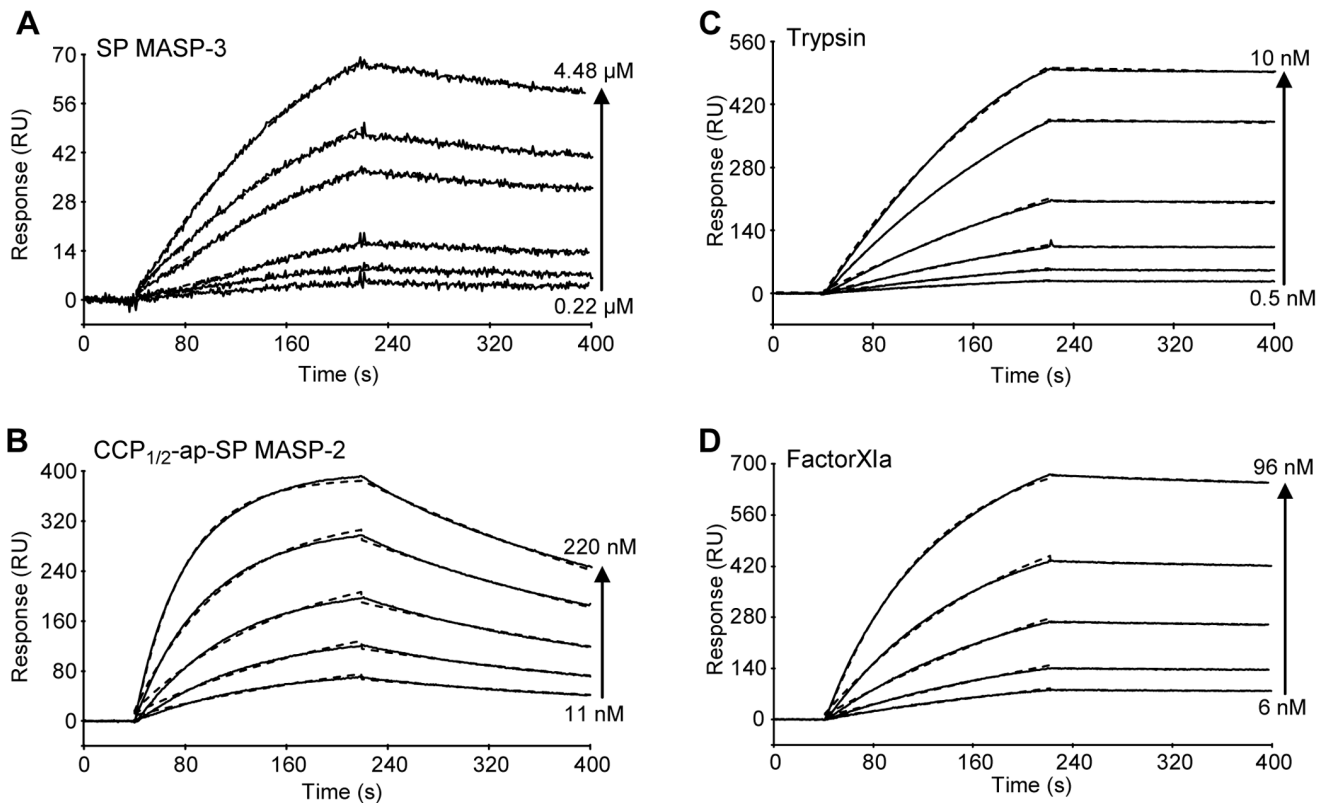 A
SP MASP-3
Response (RU)
70
56
42
28
14
0
4.48 µM
0.22 µM
0 80 160 240 320 400
Time (s)
B
CCP1/2-ap-SP MASP-2
Response (RU)
400
320
240
160
80
0
220 nM
11 nM
0 80 160 240 320 400
Time (s)
C
Trypsin
Response (RU)
560
420
280
140
0
10 nM
0.5 nM
0 80 160 240 320 400
Time (s)
D
FactorXIa
Response (RU)
700
560
420
280
140
0
96 nM
6 nM
0 80 160 240 320 400
Time (s)